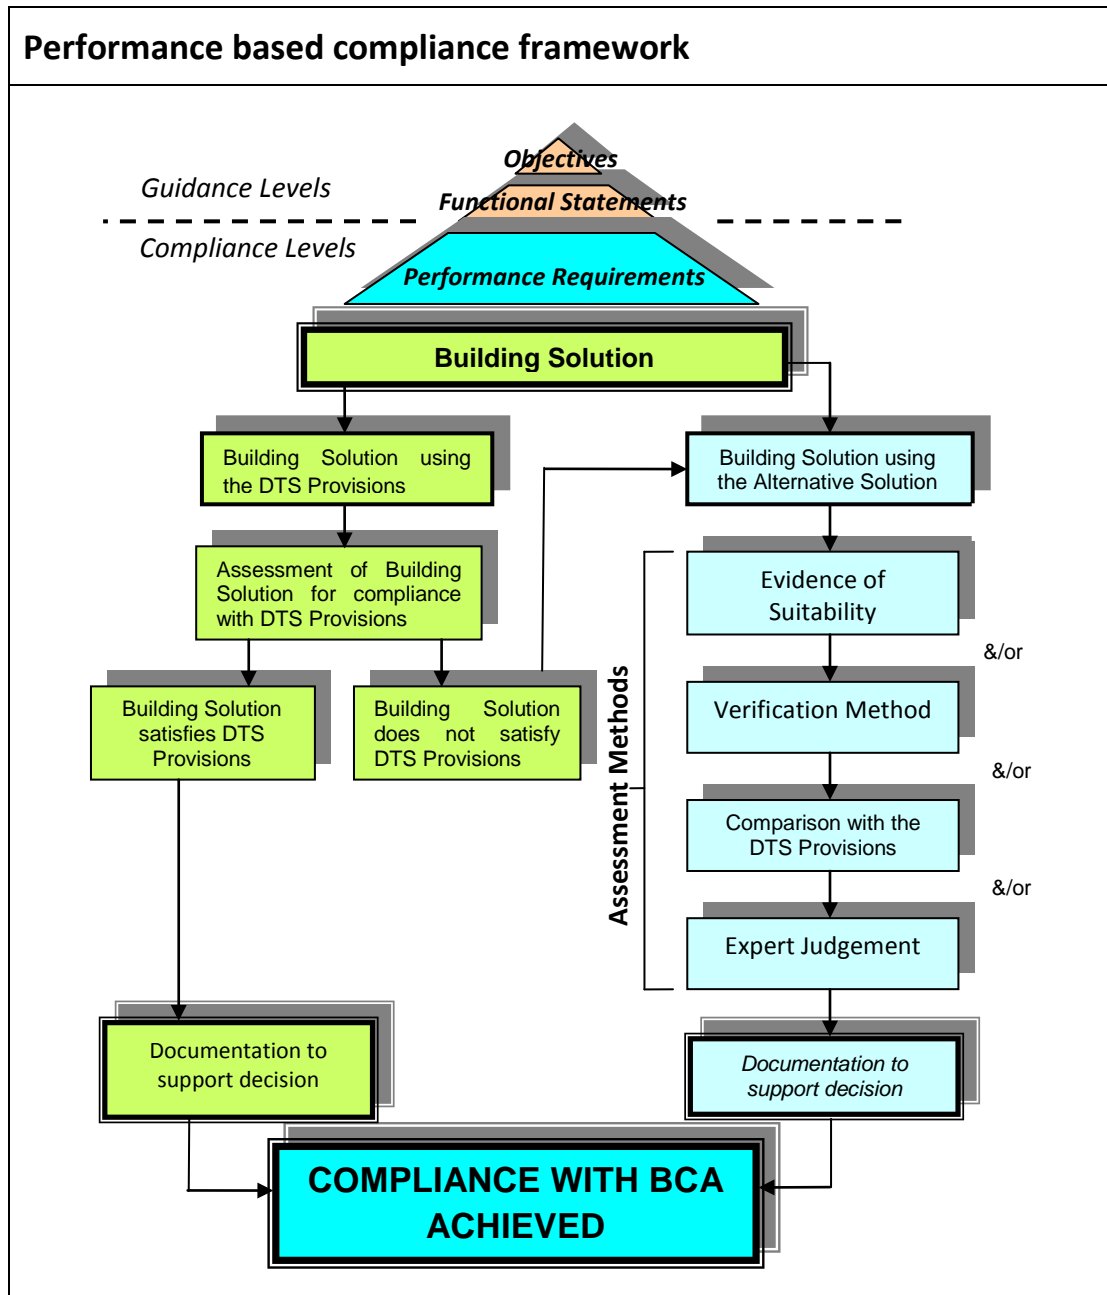 Performance based compliance framework
Objectives
Guidance Levels
Functional Statements
Compliance Levels
Performance Requirements
Building Solution
Building Solution using
the DTS Provisions
Building Solution using
the Alternative Solution
Assessment of Building
Solution for compliance
with DTS Provisions
Evidence of
Suitability
&/or
Building Solution
satisfies DTS
Provisions
Building Solution
does not satisfy
DTS Provisions
Assessment Methods
Verification Method
&/or
Comparison with the
DTS Provisions
&/or
Expert Judgement
Documentation to
support decision
Documentation to
support decision
COMPLIANCE WITH BCA
ACHIEVED